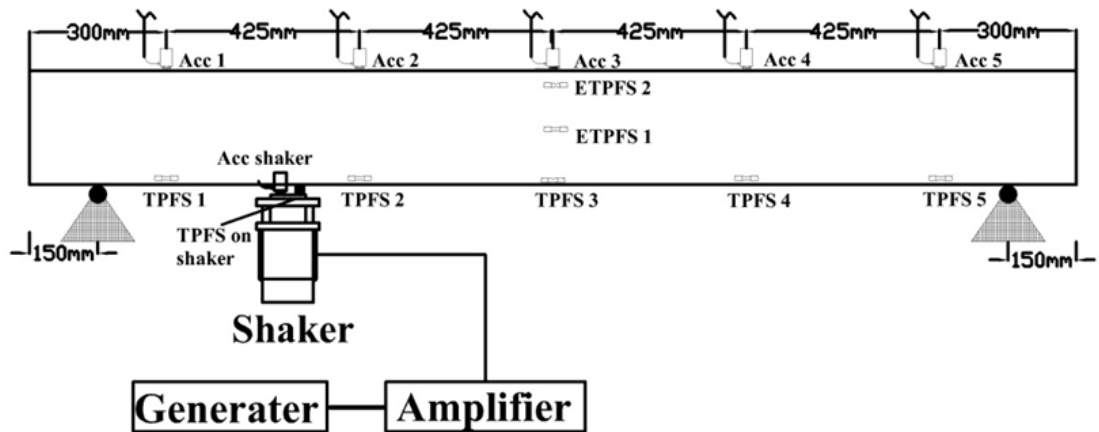 300mm 425mm 425mm 425mm 425mm 300mm
Acc 1 Acc 2 Acc 3 Acc 4 Acc 5
ETPFS 2
ETPFS 1
Acc shaker
TPFS 1 TPFS 2 TPFS 3 TPFS 4 TPFS 5
TPFS on
shaker
150mm 150mm
Shaker
Generater Amplifier